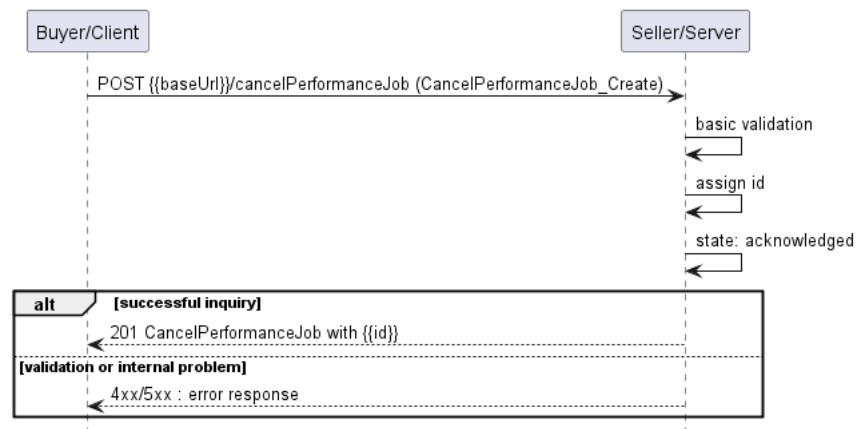 Buyer/Client
Seller/Server
POST {{baseUrl}}/cancelPerformanceJob (CancelPerformanceJob_Create)
basic validation
assign id
state: acknowledged
alt [successful inquiry]
201 CancelPerformanceJob with {{id}}
[validation or internal problem]
4xx/5xx : error response